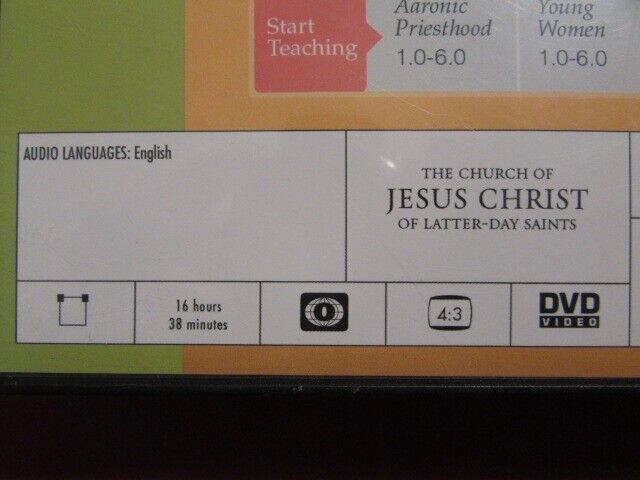 Start
Teaching
Aaronic
Priesthood
1.0-6.0
Young
Women
1.0-6.0
AUDIO LANGUAGES: English
THE CHURCH OF
JESUS CHRIST
OF LATTER-DAY SAINTS
16 hours
38 minutes
0
4:3
DVD
VIDEO